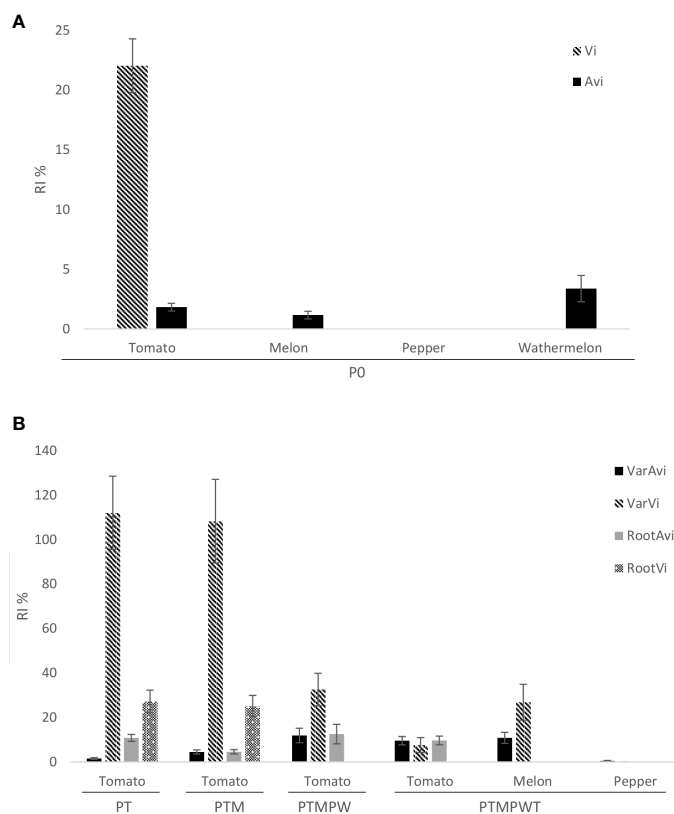 A
25
20
15
10
5
0
RI %
Vi
Avi
Tomato Melon Pepper Wathermelon
P0
B
140
120
100
80
60
40
20
0
RI %
VarAvi
VarVi
RootAvi
RootVi
Tomato Tomato Tomato Tomato Melon Pepper
PT PTM PTMPW PTMPWT